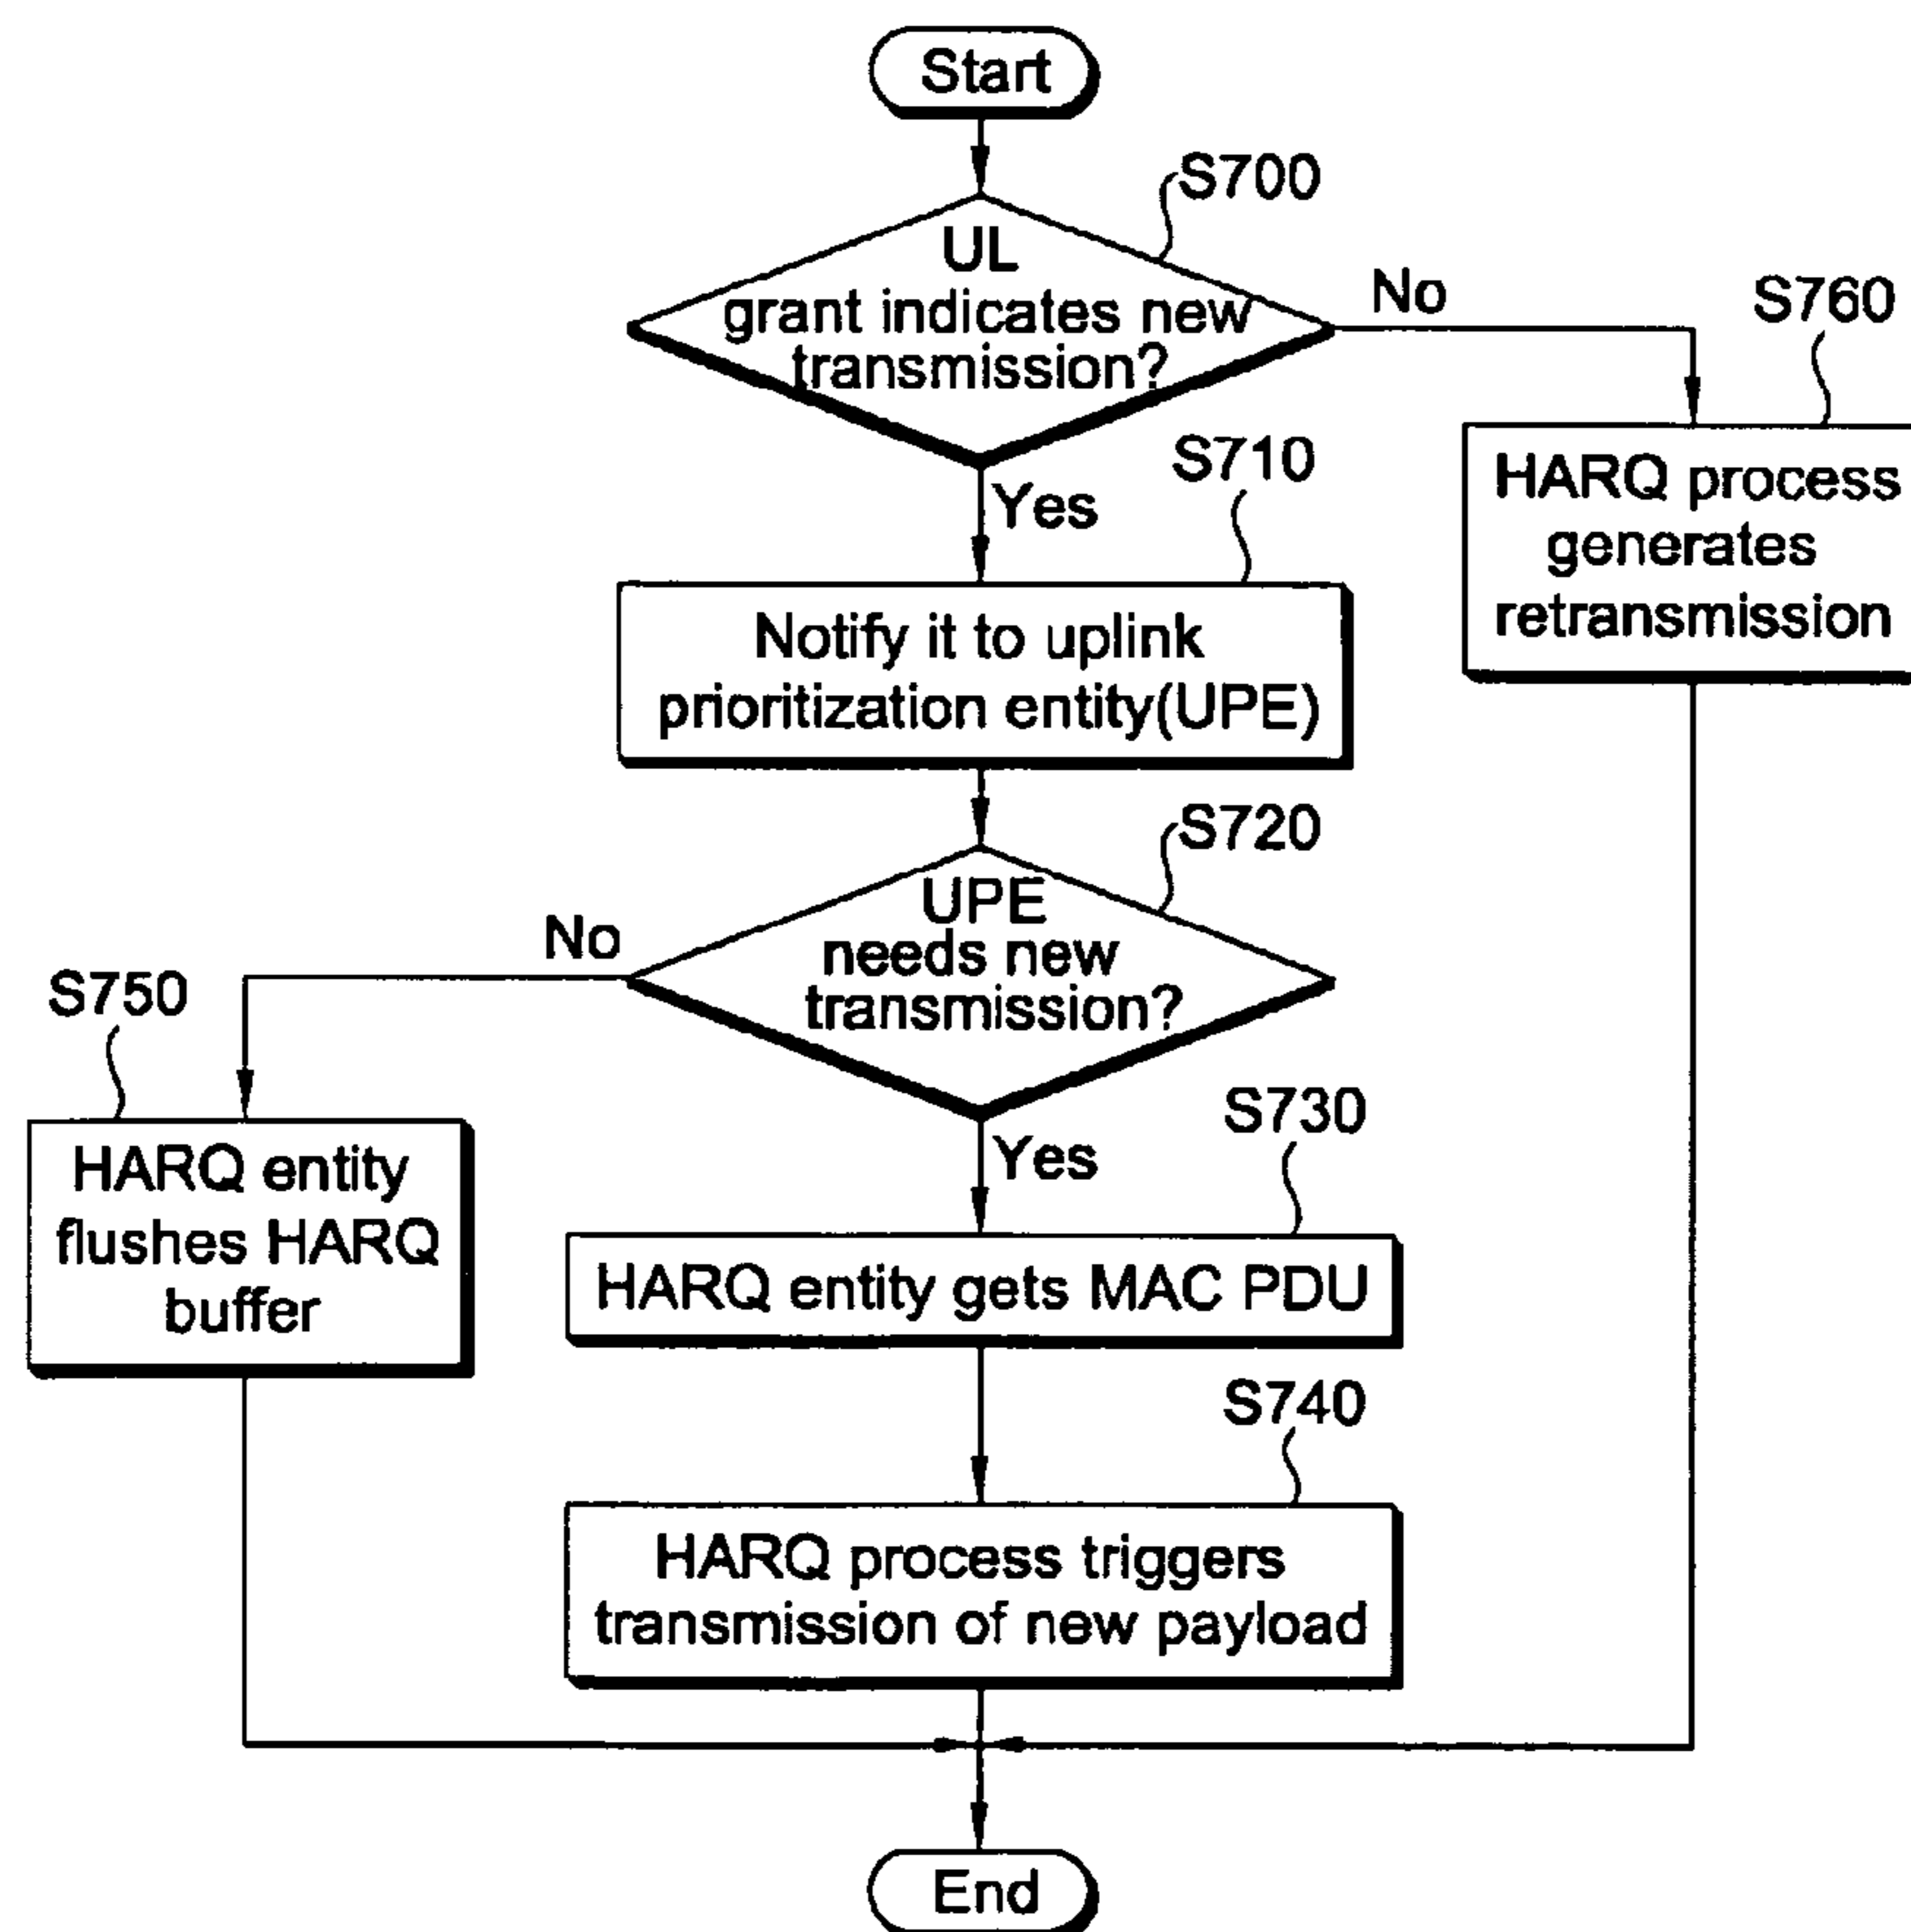 Start
S700
UL
grant indicates new
transmission?
No
S760
HARQ process
generates
retransmission
Yes
S710
Notify it to uplink
prioritization entity(UPE)
S720
UPE
needs new
transmission?
No
S750
HARQ entity
flushes HARQ
buffer
Yes
S730
HARQ entity gets MAC PDU
S740
HARQ process triggers
transmission of new payload
End